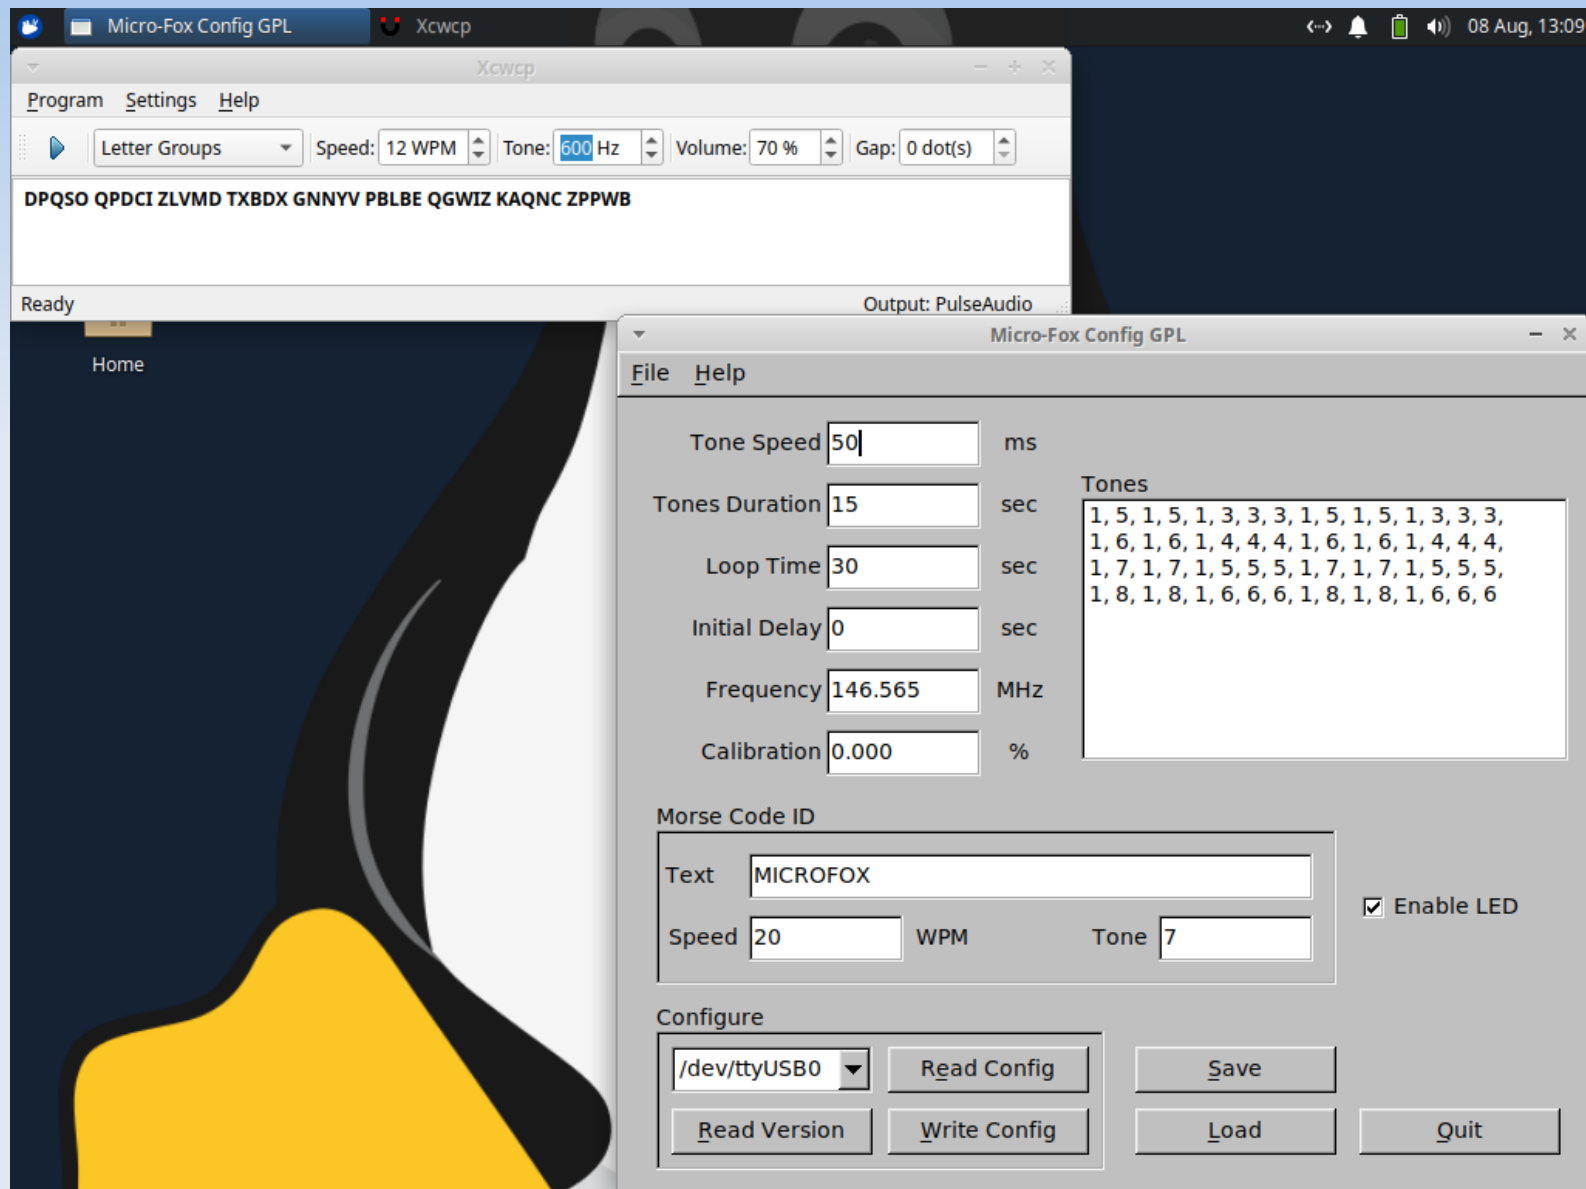 Micro-Fox Config GPL Xcwcp 08 Aug, 13:09
Xcwcp
Program Settings Help
Letter Groups Speed: 12 WPM Tone: 600 Hz Volume: 70 % Gap: 0 dot(s)
DPQSO QPDCI ZLVMD TXBDX GNNYV PBLBE QGWIZ KAQNC ZPPWB
Ready Output: PulseAudio
Home
Micro-Fox Config GPL
File Help
Tone Speed 50 ms
Tones Duration 15 sec
Loop Time 30 sec
Initial Delay 0 sec
Frequency 146.565 MHz
Calibration 0.000 %
Tones
1, 5, 1, 5, 1, 3, 3, 3, 1, 5, 1, 5, 1, 3, 3, 3,
1, 6, 1, 6, 1, 4, 4, 4, 1, 6, 1, 6, 1, 4, 4, 4,
1, 7, 1, 7, 1, 5, 5, 5, 1, 7, 1, 7, 1, 5, 5, 5,
1, 8, 1, 8, 1, 6, 6, 6, 1, 8, 1, 8, 1, 6, 6, 6
Morse Code ID
Text MICROFOX
Speed 20 WPM Tone 7
Enable LED
Configure
/dev/ttyUSB0 Read Config Save
Read Version Write Config Load Quit